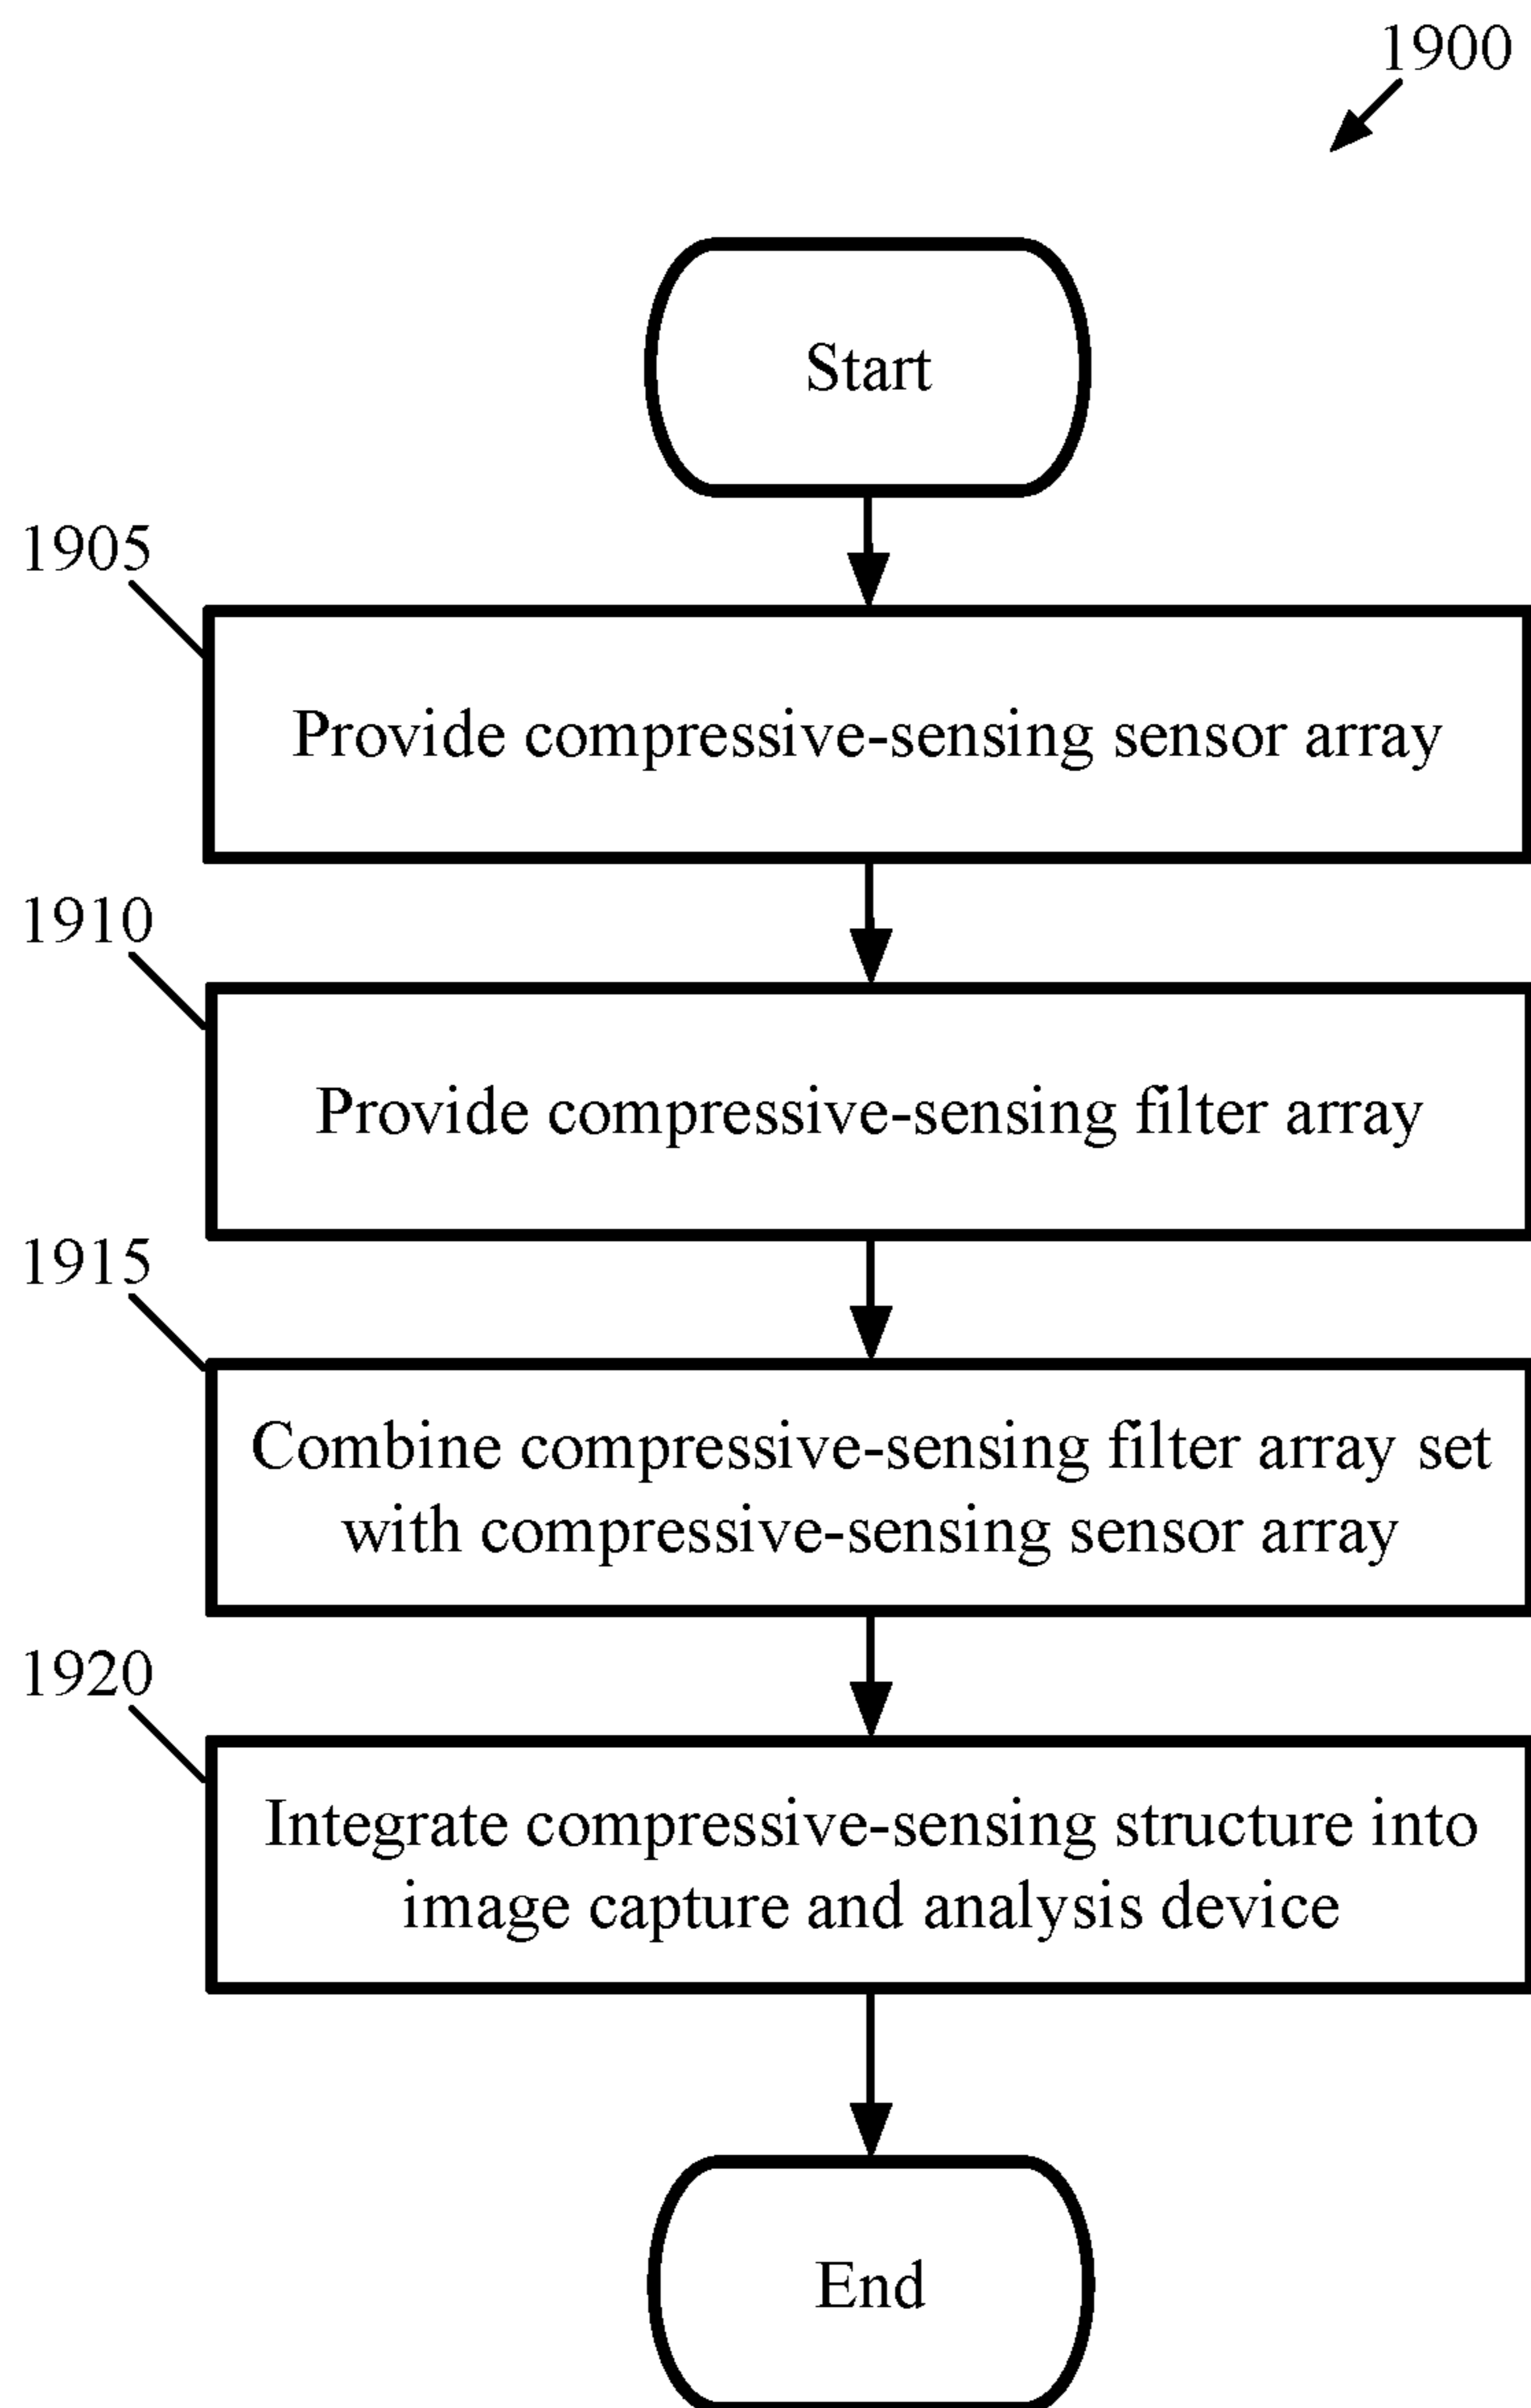 1900
Start
1905
Provide compressive-sensing sensor array
1910
Provide compressive-sensing filter array
1915
Combine compressive-sensing filter array set
with compressive-sensing sensor array
1920
Integrate compressive-sensing structure into
image capture and analysis device
End